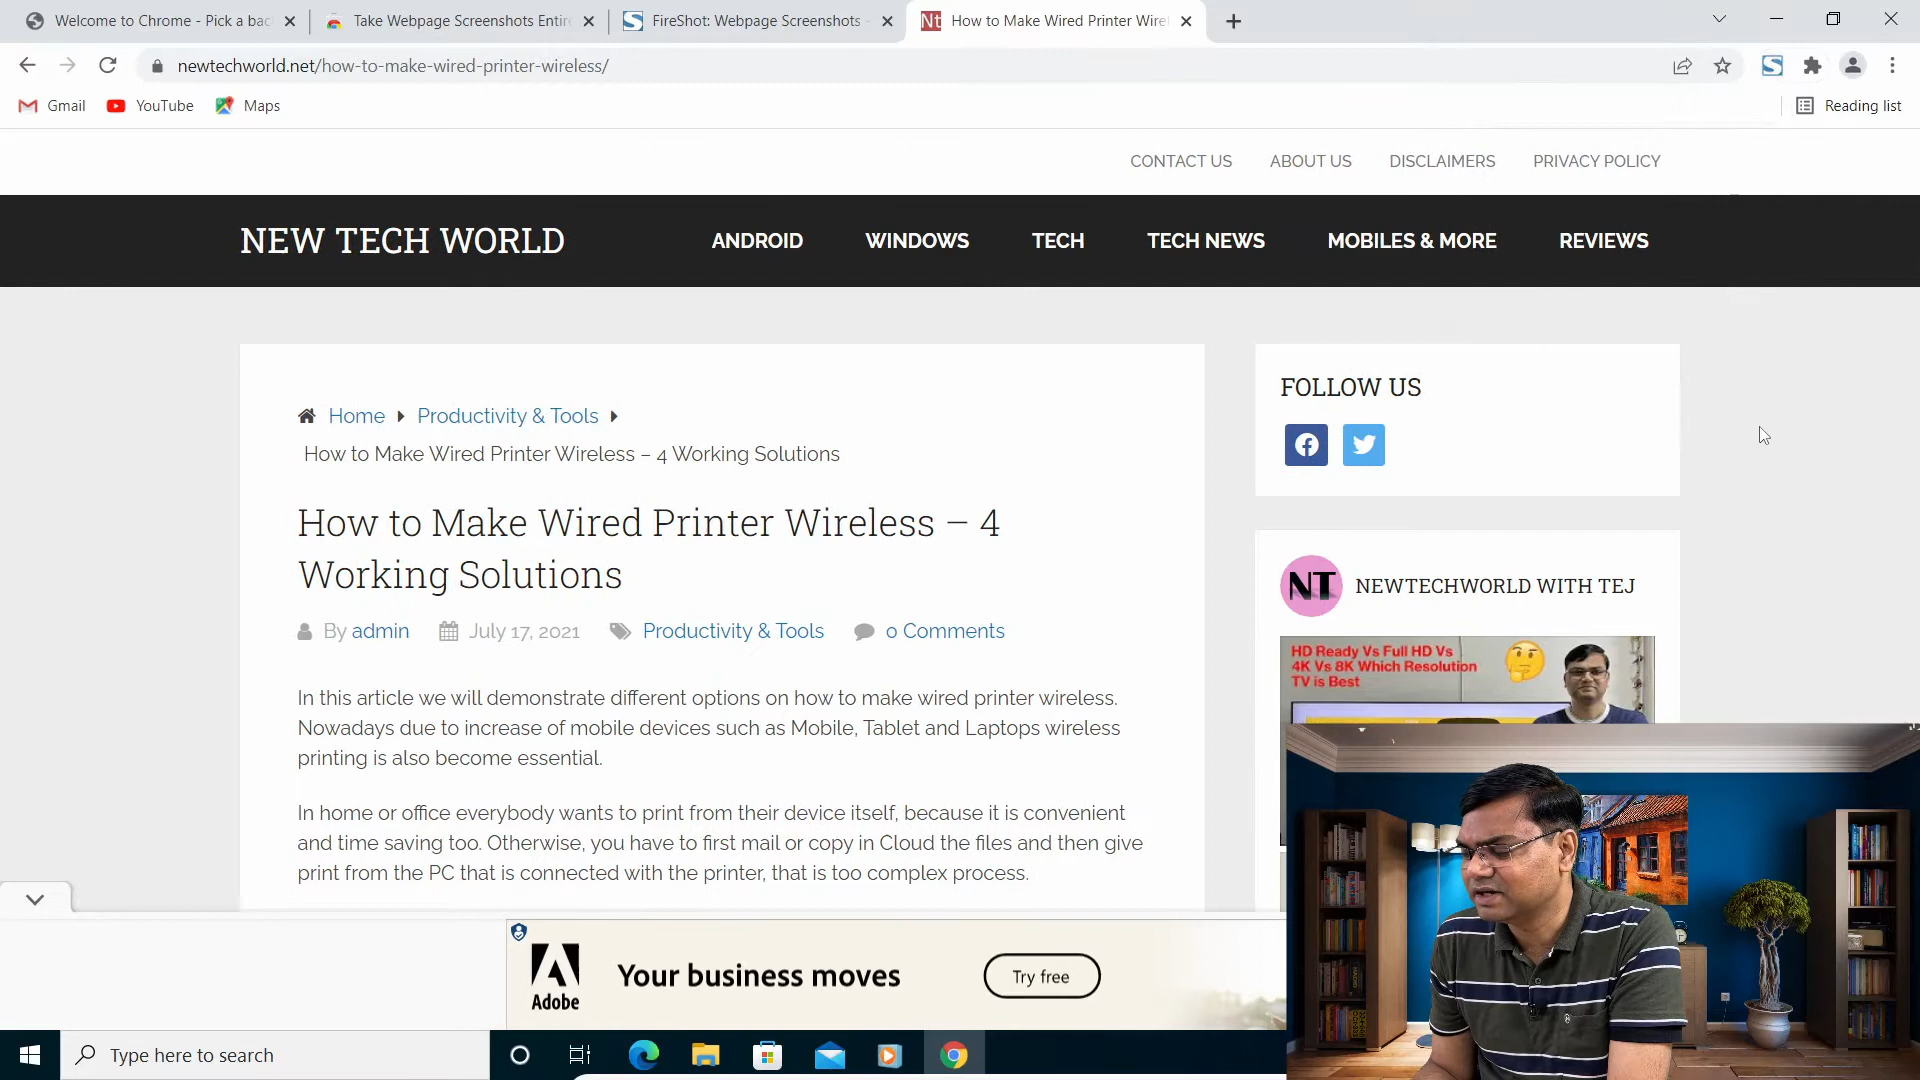 Welcome to Chrome - Pick a bac
Take Webpage Screenshots Entir
FireShot: Webpage Screenshots -
Nt How to Make Wired Printer Wirel
newtechworld.net/how-to-make-wired-printer-wireless/
Gmail YouTube Maps Reading list
CONTACT US ABOUT US DISCLAIMERS PRIVACY POLICY
NEW TECH WORLD ANDROID WINDOWS TECH TECH NEWS MOBILES & MORE REVIEWS
Home Productivity & Tools
How to Make Wired Printer Wireless – 4 Working Solutions
How to Make Wired Printer Wireless – 4
Working Solutions
By admin July 17, 2021 Productivity & Tools 0 Comments
In this article we will demonstrate different options on how to make wired printer wireless.
Nowadays due to increase of mobile devices such as Mobile, Tablet and Laptops wireless
printing is also become essential.
In home or office everybody wants to print from their device itself, because it is convenient
and time saving too. Otherwise, you have to first mail or copy in Cloud the files and then give
print from the PC that is connected with the printer, that is too complex process.
FOLLOW US
NT NEWTECHWORLD WITH TEJ
HD Ready Vs Full HD Vs
4K Vs 8K Which Resolution
TV is Best
Adobe
Your business moves
Try free
Type here to search